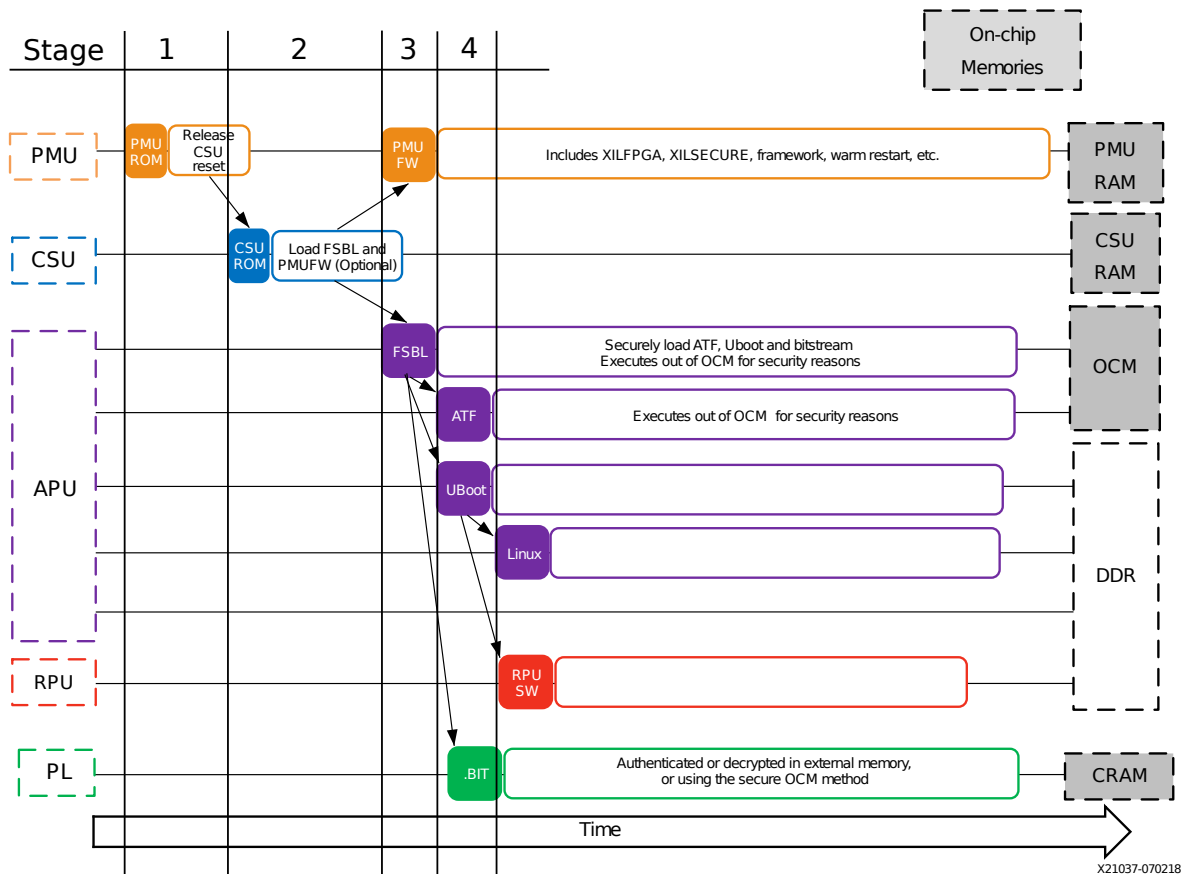 Stage 1 2 3 4
On-chip
Memories
PMU
PMU
ROM
Release
CSU
reset
PMU
FW
Includes XILFPGA, XILSECURE, framework, warm restart, etc.
PMU
RAM
CSU
CSU
ROM
Load FSBL and
PMUFW (Optional)
CSU
RAM
APU
FSBL
Securely load ATF, Uboot and bitstream
Executes out of OCM for security reasons
OCM
ATF
Executes out of OCM for security reasons
UBoot
Linux
DDR
RPU
RPU
SW
PL
.BIT
Authenticated or decrypted in external memory,
or using the secure OCM method
CRAM
Time
X21037-070218